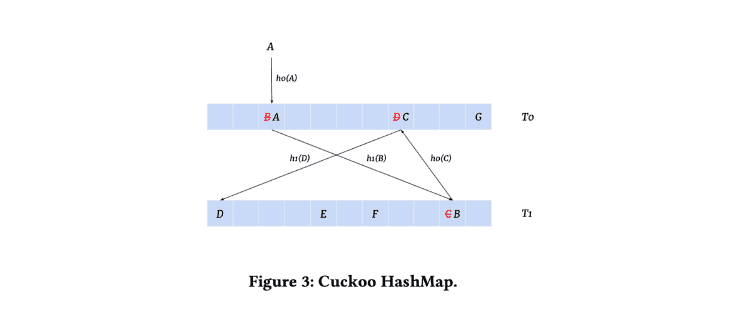 A
h0(A)
B A D C G T0
h1(D) h1(B) h0(C)
D E F C B T1
Figure 3: Cuckoo HashMap.